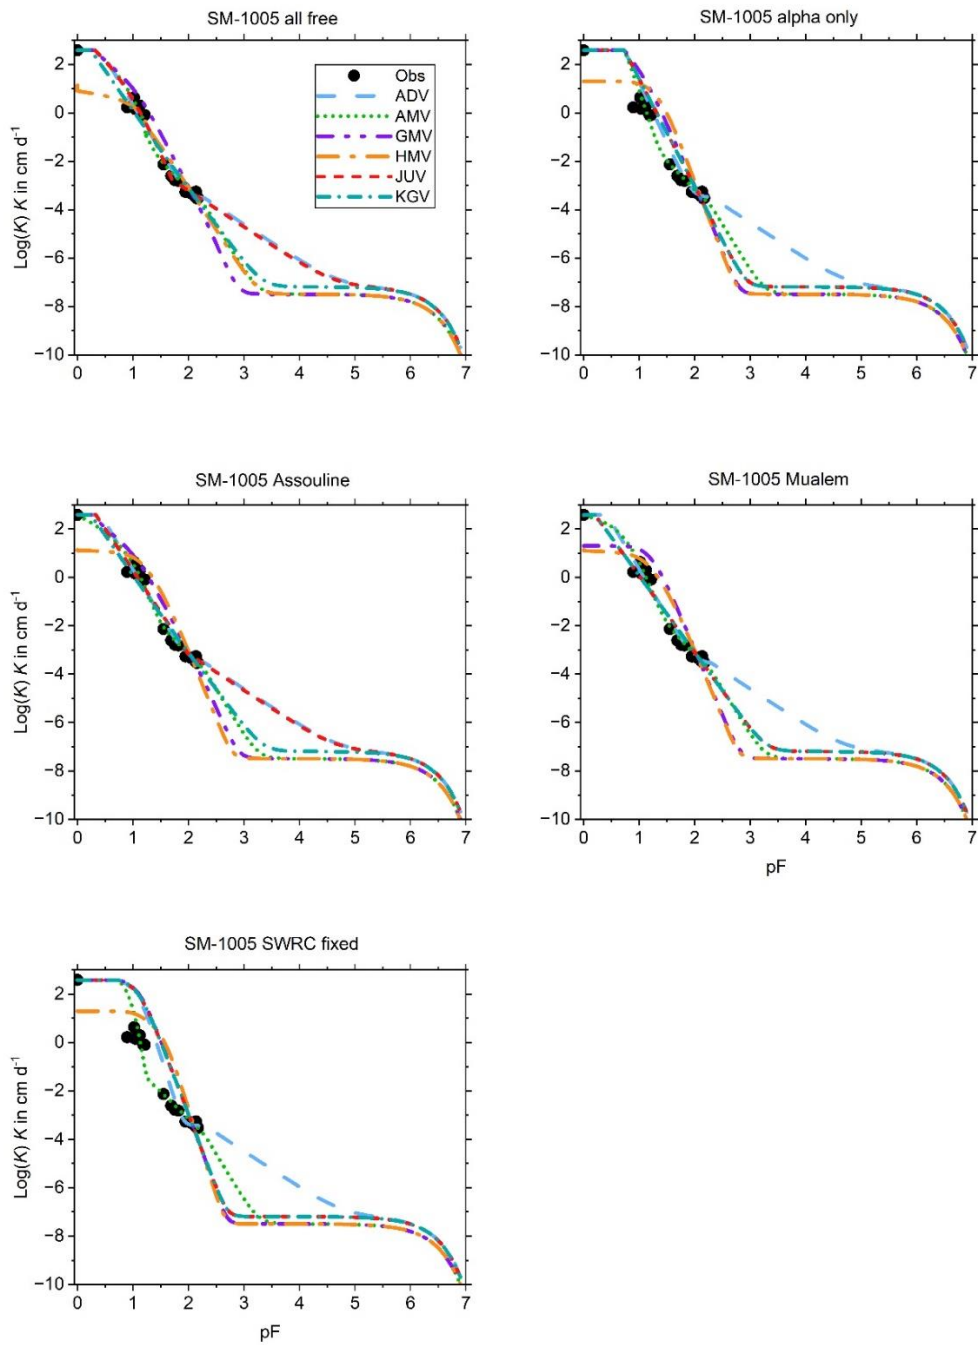 SM-1005 all free
Log(K) K in cm d⁻¹
2
0
−2
−4
−6
−8
−10
0 1 2 3 4 5 6 7
Obs
ADV
AMV
GMV
HMV
JUV
KGV
SM-1005 alpha only
2
0
−2
−4
−6
−8
−10
0 1 2 3 4 5 6 7
SM-1005 Assouline
Log(K) K in cm d⁻¹
2
0
−2
−4
−6
−8
−10
0 1 2 3 4 5 6 7
SM-1005 Mualem
2
0
−2
−4
−6
−8
−10
0 1 2 3 4 5 6 7
pF
SM-1005 SWRC fixed
Log(K) K in cm d⁻¹
2
0
−2
−4
−6
−8
−10
0 1 2 3 4 5 6 7
pF